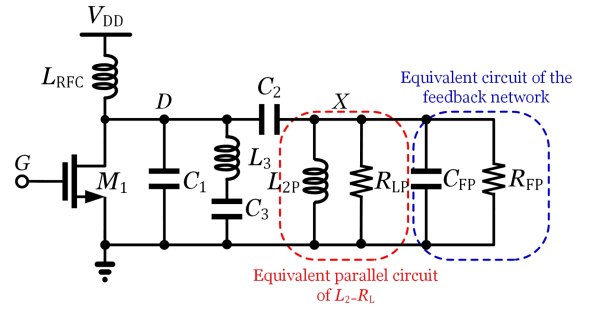 V_DD
L_RFC
C_2
D
X
Equivalent circuit of the
feedback network
G
M_1
C_1
L_3
C_3
L_2P
R_LP
C_FP
R_FP
Equivalent parallel circuit
of L_2–R_L